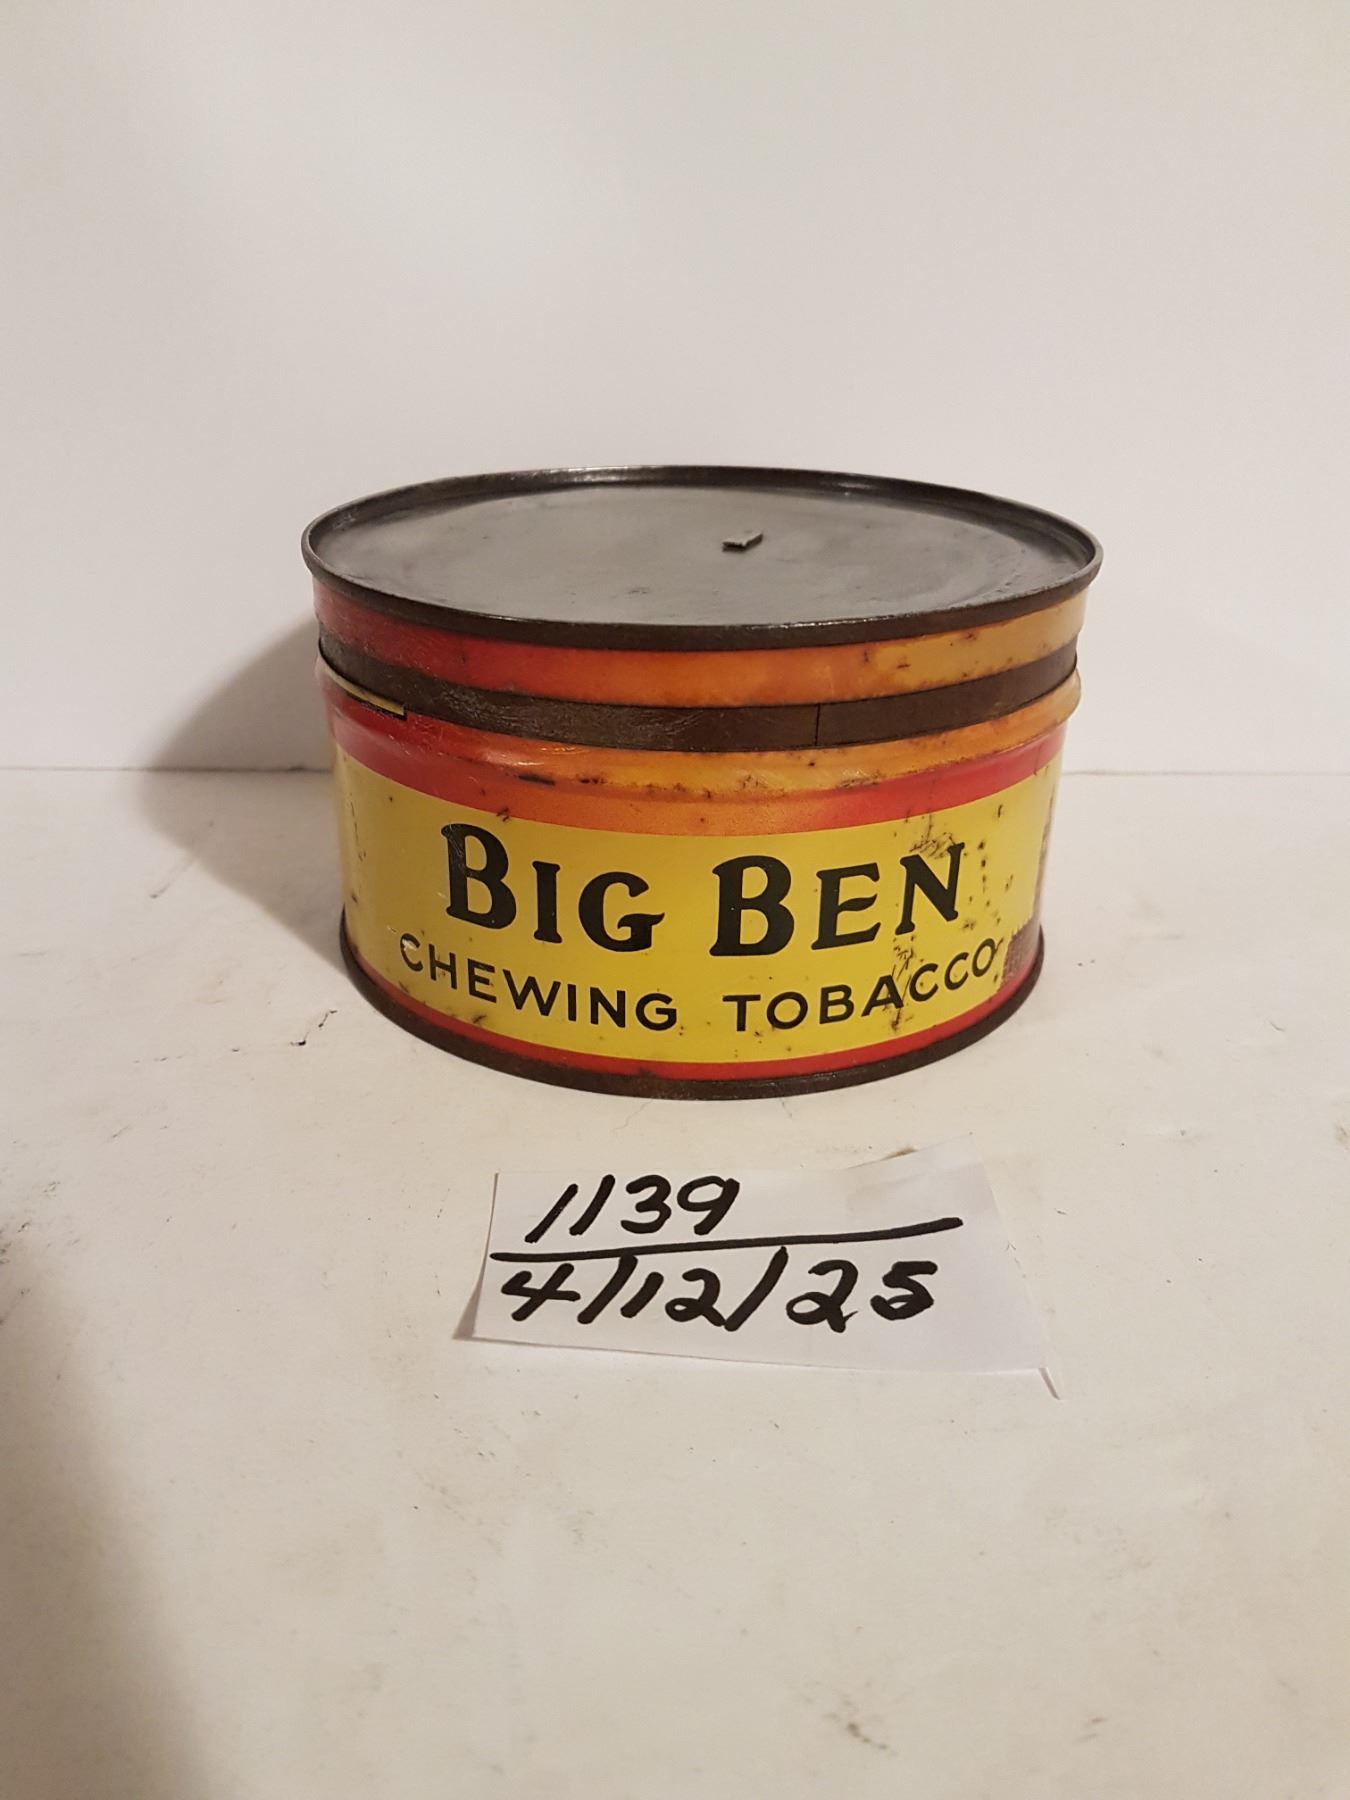 BIG BEN
CHEWING TOBACCO
1139
4/12/25